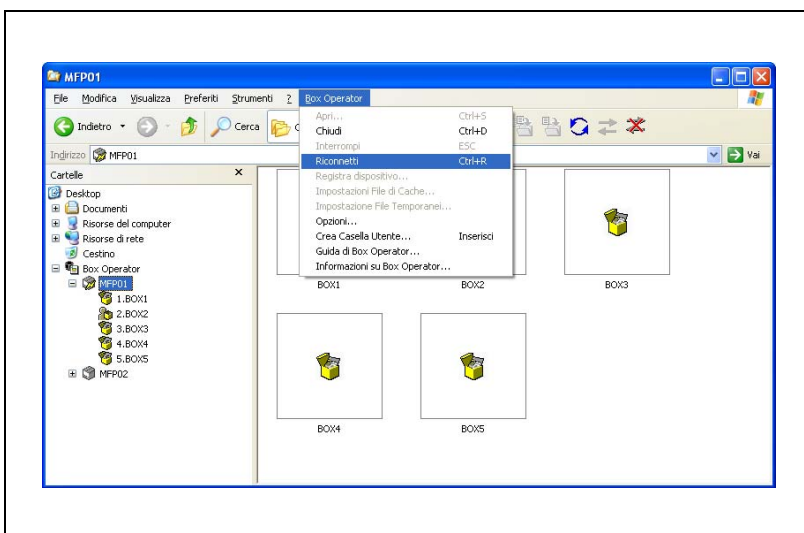 MFP01
File Modifica Visualizza Preferiti Strumenti ? Box Operator
Indietro Cerca
Apri... Ctrl+S
Chiudi Ctrl+D
Interrompi ESC
Riconnetti Ctrl+R
Registra dispositivo...
Impostazioni File di Cache...
Impostazione File Temporanei...
Opzioni...
Crea Casella Utente... Inserisci
Guida di Box Operator...
Informazioni su Box Operator...
Indirizzo MFP01 Vai
Cartelle
Desktop
Documenti
Risorse del computer
Risorse di rete
Cestino
Box Operator
MFP01
1.BOX1
2.BOX2
3.BOX3
4.BOX4
5.BOX5
MFP02
BOX1 BOX2 BOX3
BOX4 BOX5